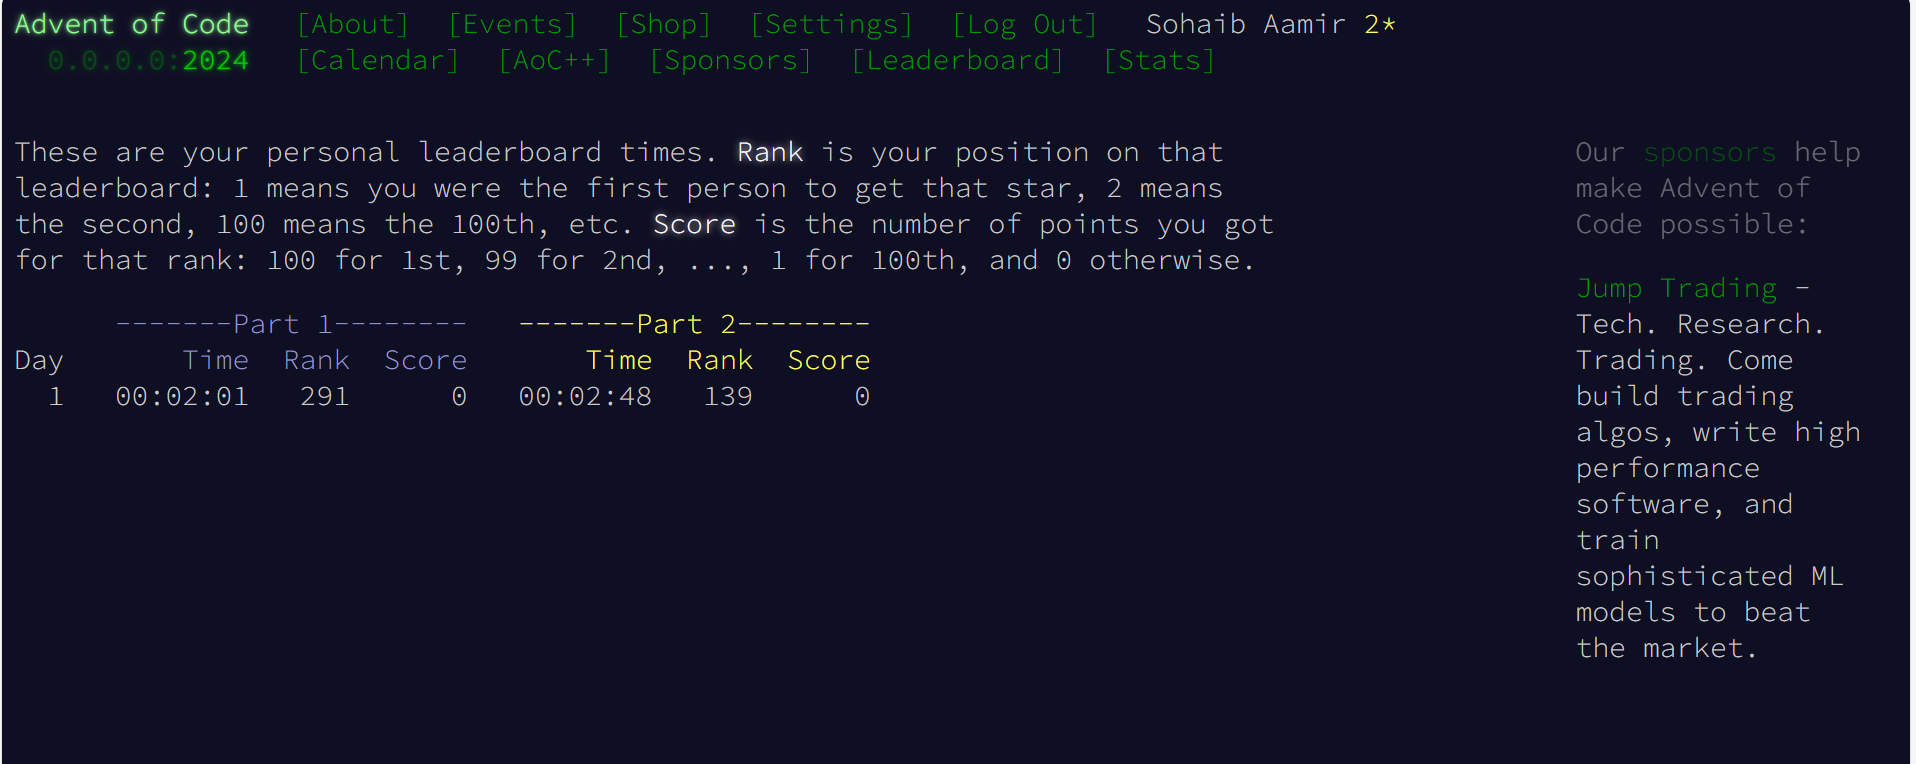 Advent of Code [About] [Events] [Shop] [Settings] [Log Out] Sohaib Aamir 2*
0.0.0.0:2024 [Calendar] [AoC++] [Sponsors] [Leaderboard] [Stats]
These are your personal leaderboard times. Rank is your position on that
leaderboard: 1 means you were the first person to get that star, 2 means
the second, 100 means the 100th, etc. Score is the number of points you got
for that rank: 100 for 1st, 99 for 2nd, ..., 1 for 100th, and 0 otherwise.
-------Part 1-------- -------Part 2--------
Day Time Rank Score Time Rank Score
1 00:02:01 291 0 00:02:48 139 0
Our sponsors help
make Advent of
Code possible:
Jump Trading -
Tech. Research.
Trading. Come
build trading
algos, write high
performance
software, and
train
sophisticated ML
models to beat
the market.